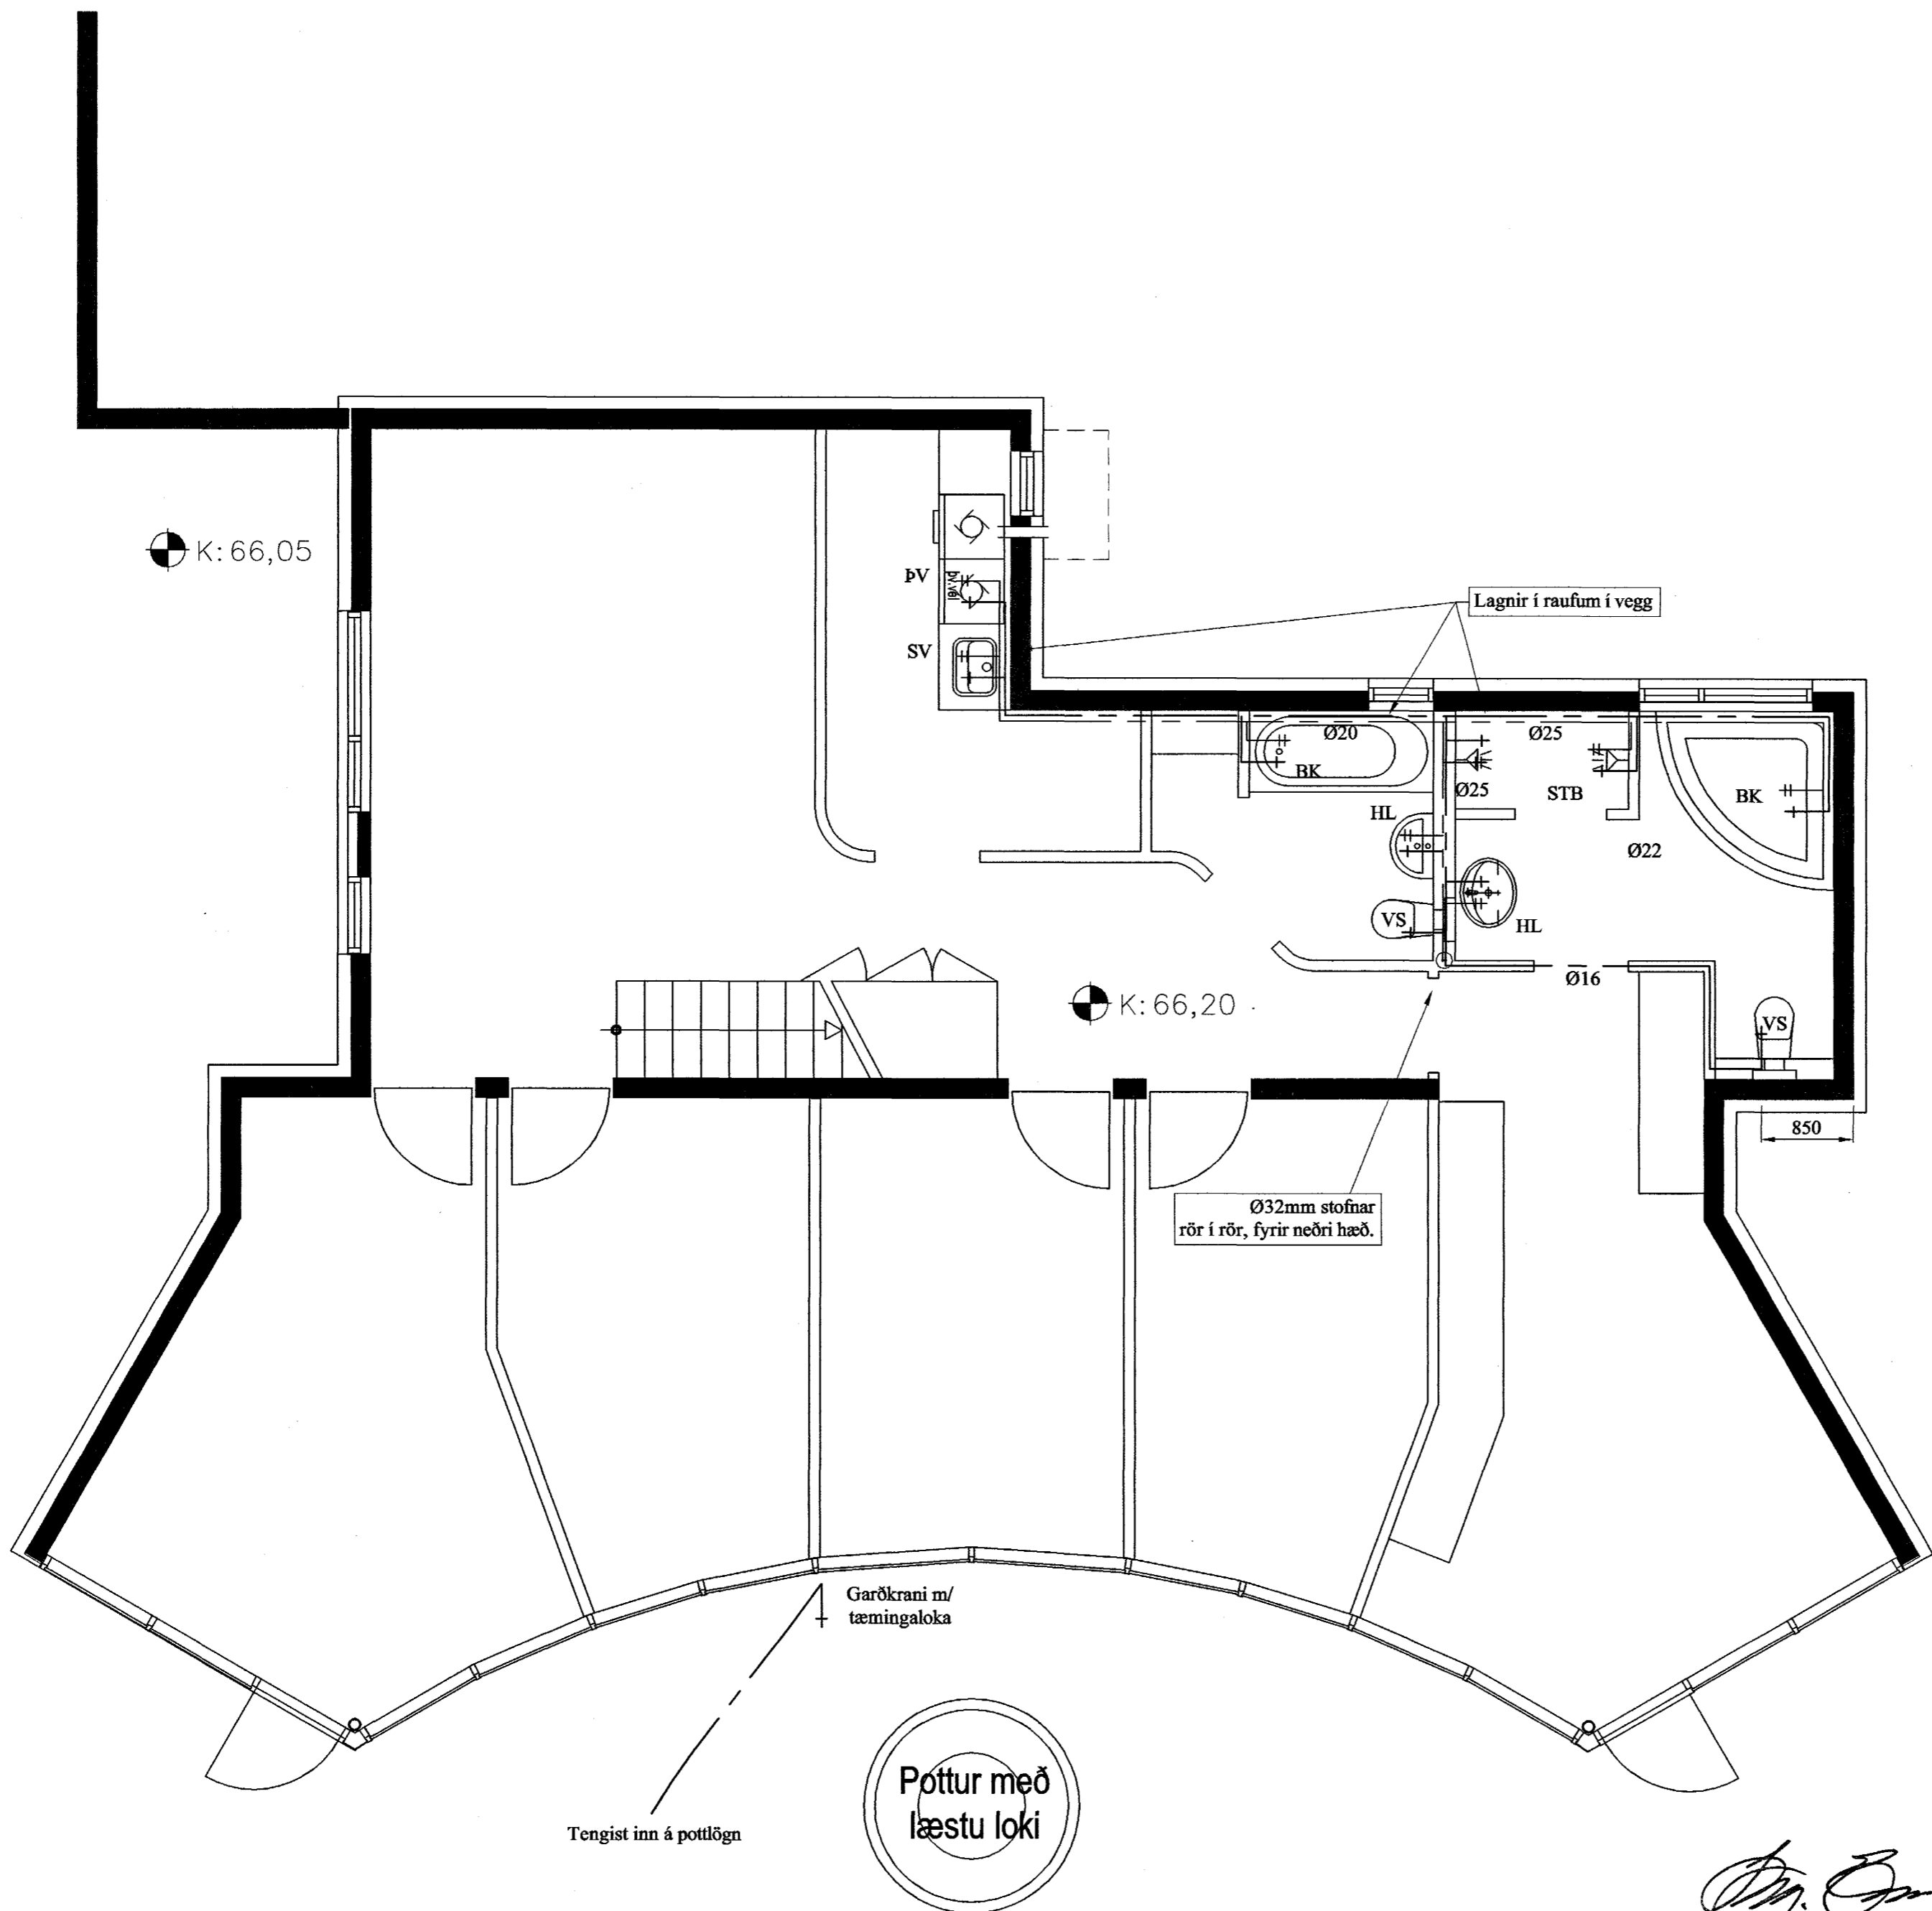 K: 66,05
ÞV
þv.vél
SV
Lagnir í raufum í vegg
Ø20
BK
Ø25
Ø25
STB
BK
HL
Ø22
VS
HL
Ø16
K: 66,20
VS
850
Ø32mm stofnar
rör í rör, fyrir neðri hæð.
Garðkrani m/
tæmingaloka
Tengist inn á pottlögn
Pottur með
læstu loki